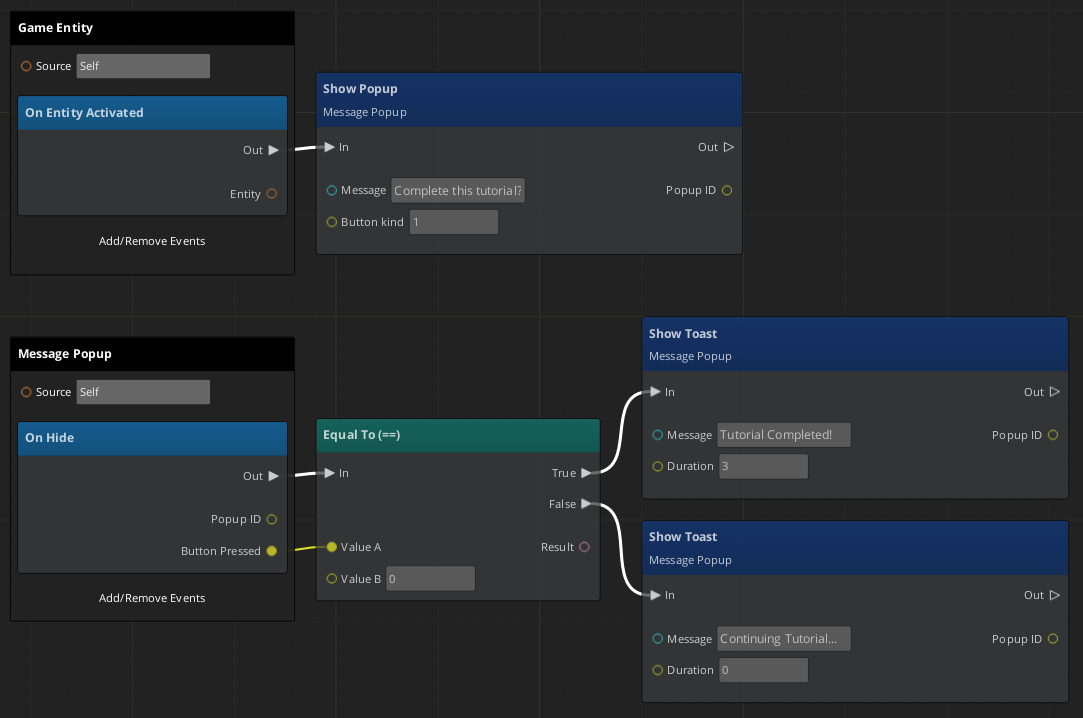 Game Entity
Source Self
On Entity Activated
Out
Entity
Add/Remove Events
Show Popup
Message Popup
In Out
Message Complete this tutorial? Popup ID
Button kind 1
Message Popup
Source Self
On Hide
Out
Popup ID
Button Pressed
Add/Remove Events
Equal To (==)
In True
False
Value A Result
Value B 0
Show Toast
Message Popup
In Out
Message Tutorial Completed! Popup ID
Duration 3
Show Toast
Message Popup
In Out
Message Continuing Tutorial... Popup ID
Duration 0